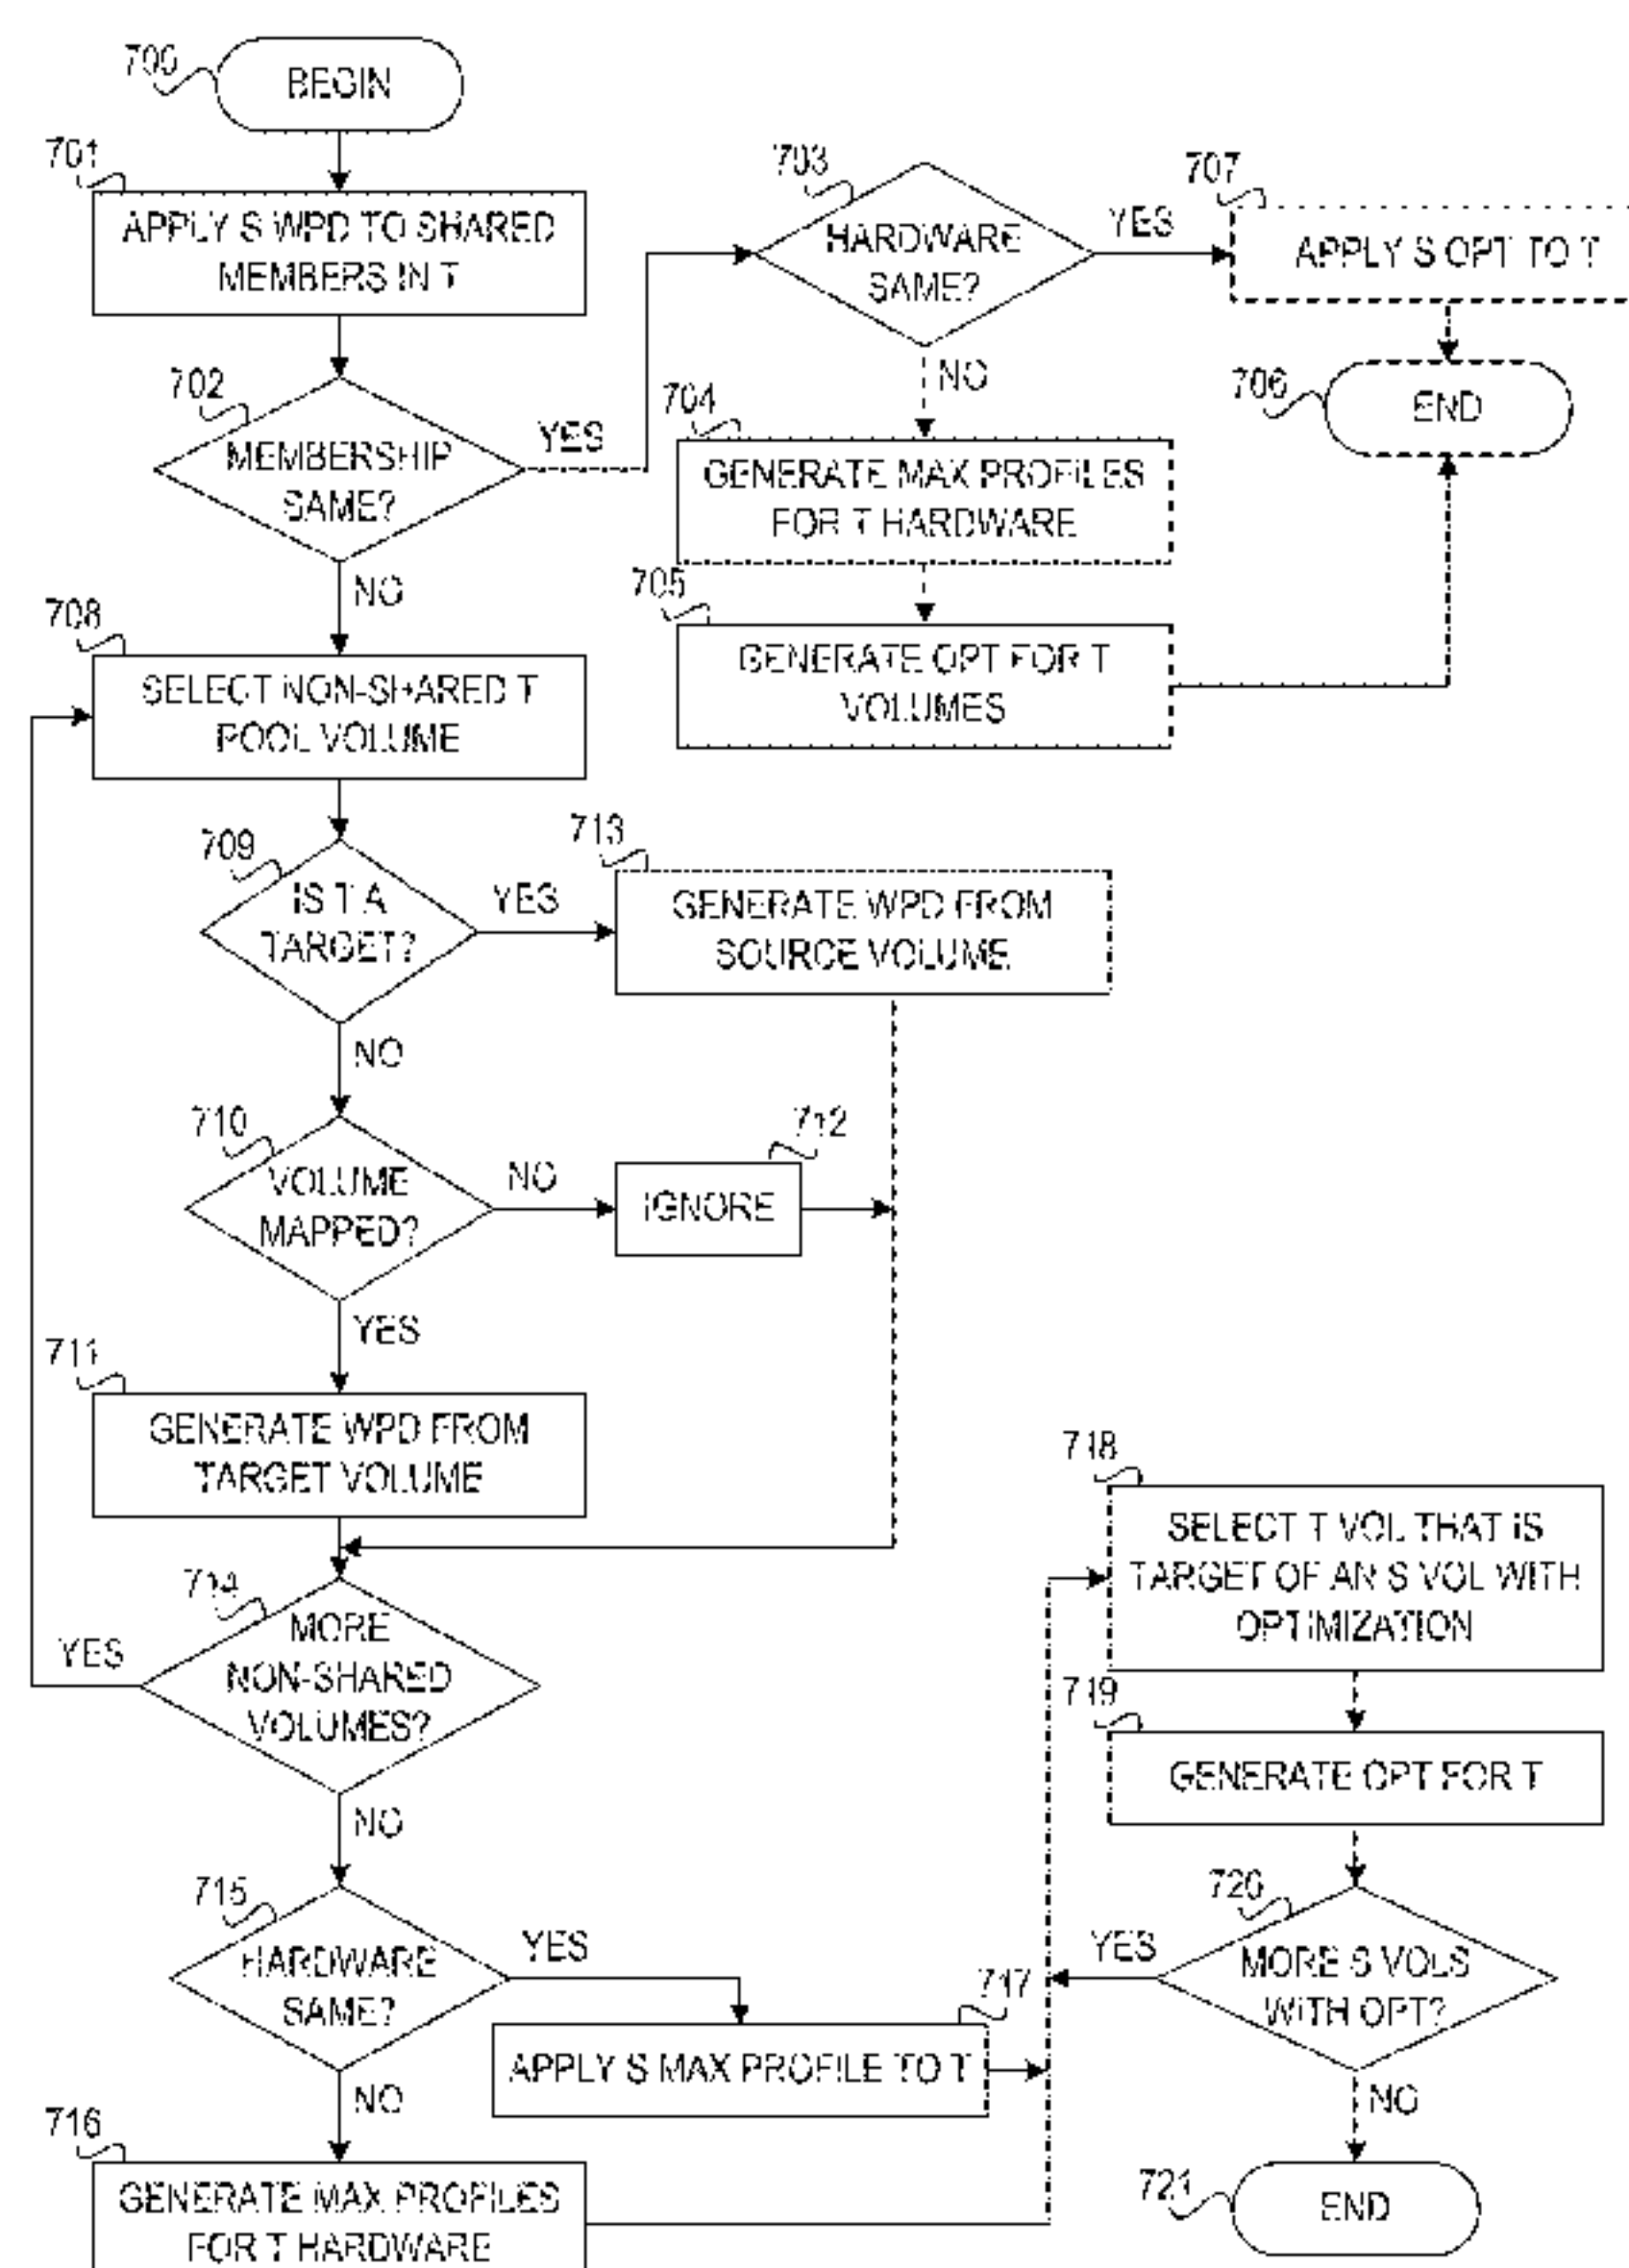 700
BEGIN
701
APPLY S WPD TO SHARED
MEMBERS IN T
702
MEMBERSHIP
SAME?
YES
NO
703
HARDWARE
SAME?
YES
NO
707
APPLY S OPT TO T
706
END
704
GENERATE MAX PROFILES
FOR T HARDWARE
705
GENERATE OPT FOR T
VOLUMES
708
SELECT NON-SHARED T
POOL VOLUME
709
IS T A
TARGET?
YES
NO
713
GENERATE WPD FROM
SOURCE VOLUME
710
VOLUME
MAPPED?
NO
YES
712
IGNORE
711
GENERATE WPD FROM
TARGET VOLUME
714
MORE
NON-SHARED
VOLUMES?
YES
NO
715
HARDWARE
SAME?
YES
NO
717
APPLY S MAX PROFILE TO T
716
GENERATE MAX PROFILES
FOR T HARDWARE
718
SELECT T VOL THAT IS
TARGET OF AN S VOL WITH
OPTIMIZATION
719
GENERATE OPT FOR T
720
MORE S VOLS
WITH OPT?
YES
NO
721
END